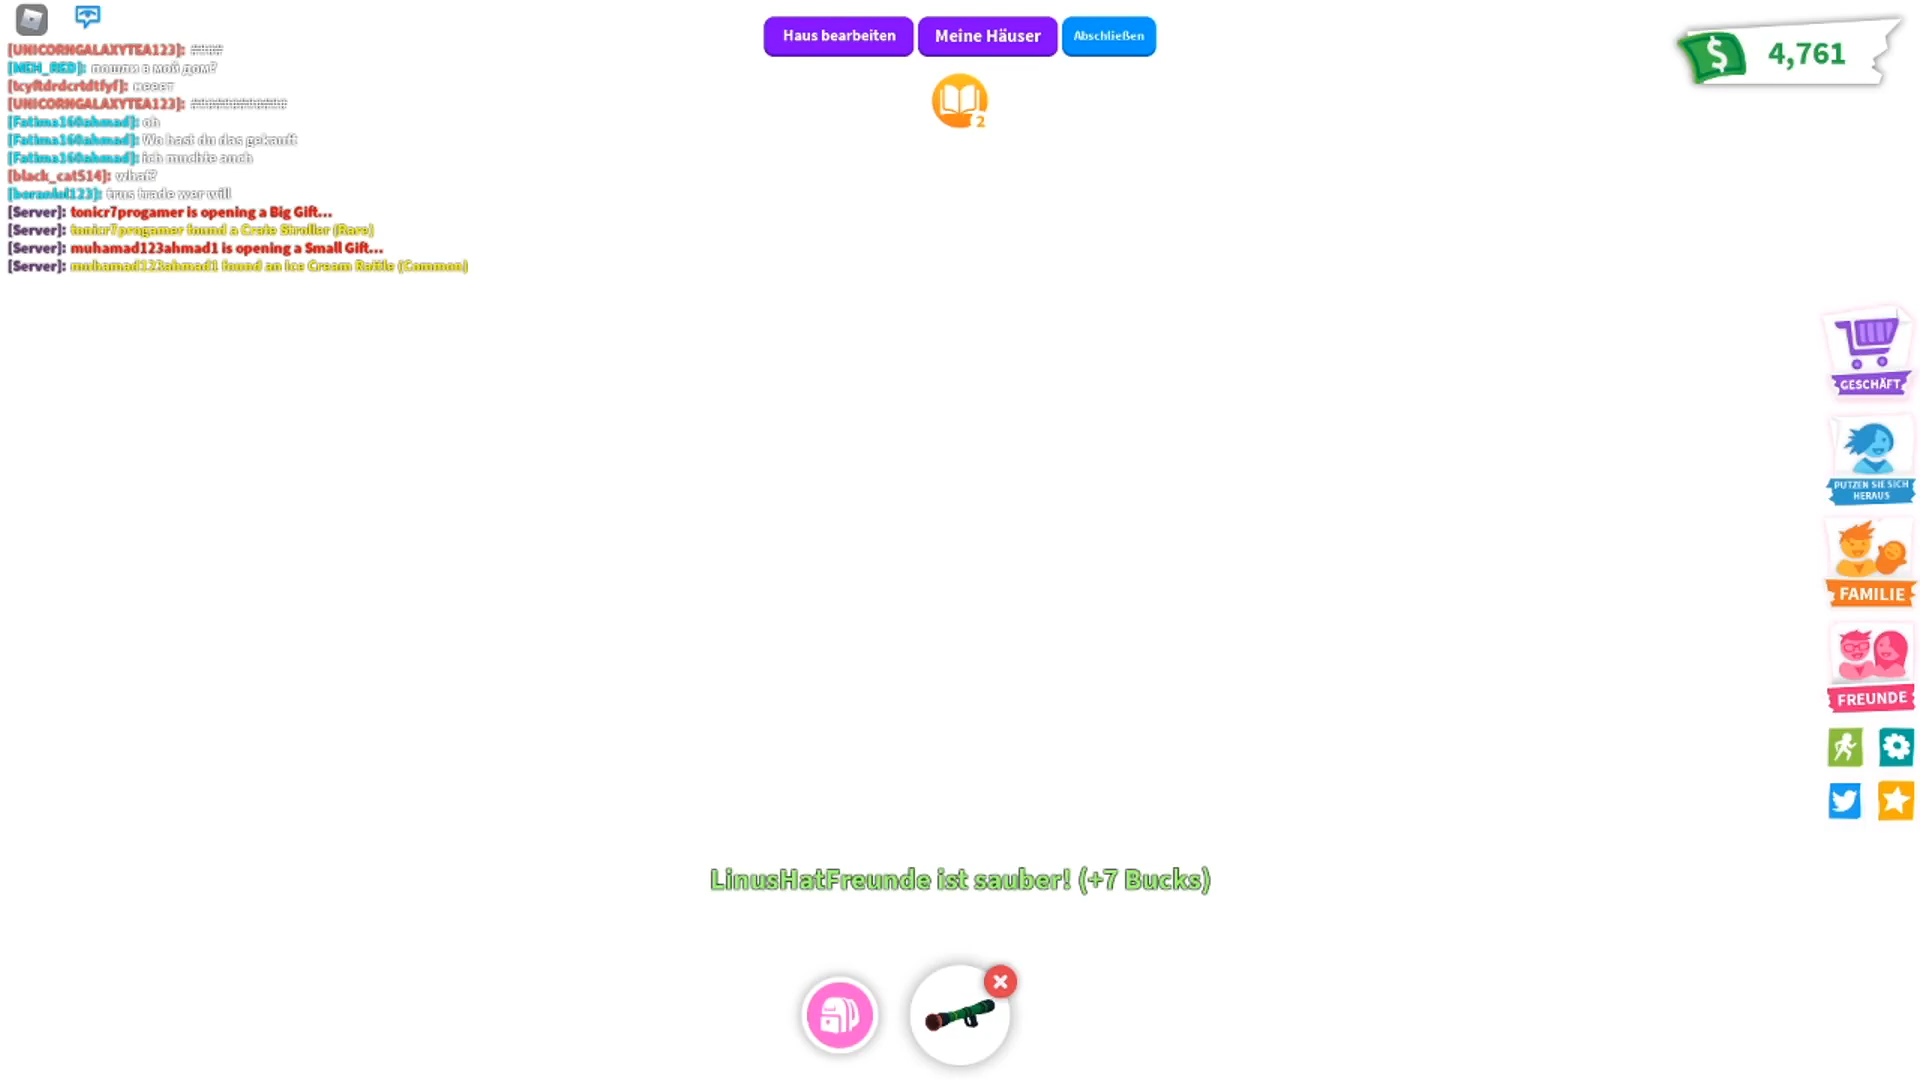 [UNICORNGALAXYTEA123]: ####
[MEH_RED]: пошли в мой дом?
[tcyftdrdcrtdtfyf]: нееет
[UNICORNGALAXYTEA123]: ############
[Fatima160ahmad]: oh
[Fatima160ahmad]: Wo hast du das gekauft
[Fatima160ahmad]: ich muchte auch
[black_cat514]: what?
trus trade wer will
[Server]: tonicr7progamer is opening a Big Gift...
[Server]: tonicr7progamer found a Crate Stroller (Rare)
[Server]: muhamad123ahmad1 is opening a Small Gift...
[Server]: muhamad123ahmad1 found an Ice Cream Rattle (Common)
Haus bearbeiten
Meine Häuser
Abschließen
2
$ 4,761
GESCHÄFT
PUTZEN SIE SICH
HERAUS
FAMILIE
FREUNDE
LinusHatFreunde ist sauber! (+7 Bucks)